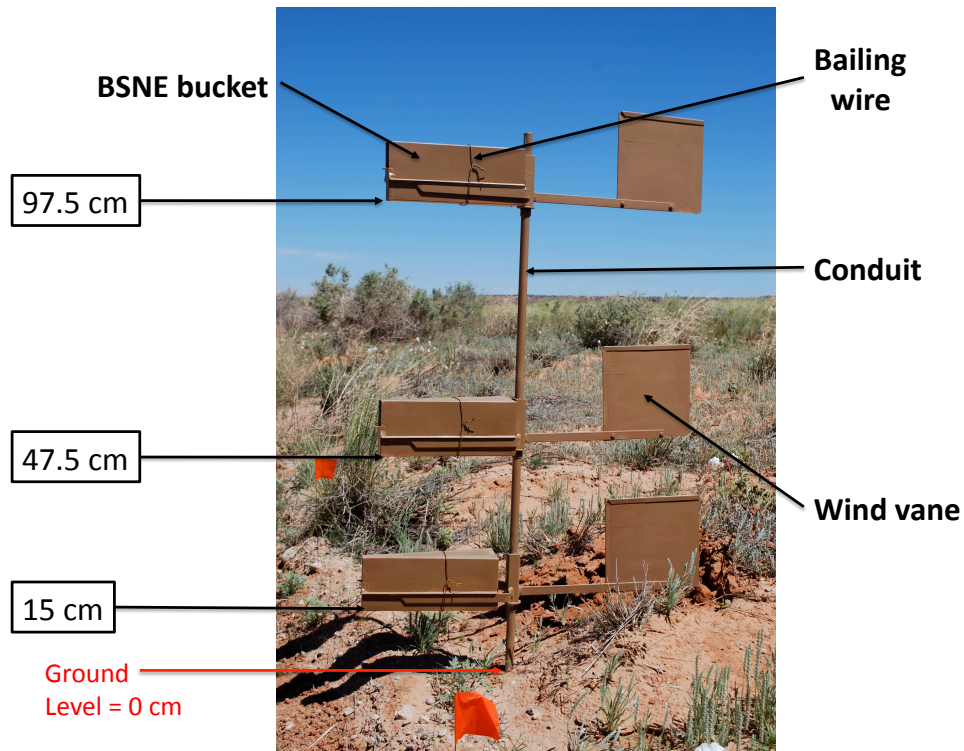 BSNE bucket
Bailing
wire
97.5 cm
Conduit
47.5 cm
Wind vane
15 cm
Ground
Level = 0 cm